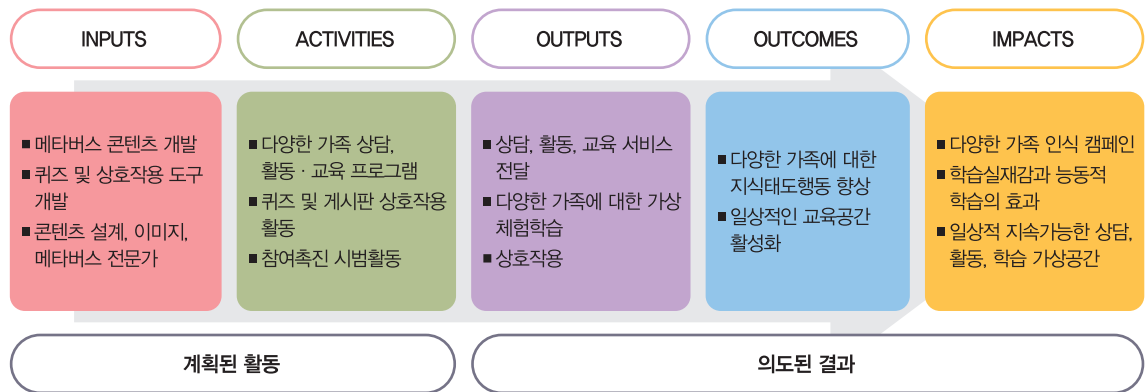 INPUTS
ACTIVITIES
OUTPUTS
OUTCOMES
IMPACTS
■ 메타버스 콘텐츠 개발
■ 퀴즈 및 상호작용 도구
개발
■ 콘텐츠 설계, 이미지,
메타버스 전문가
■ 다양한 가족 상담,
활동 · 교육 프로그램
■ 퀴즈 및 게시판 상호작용
활동
■ 참여촉진 시범활동
■ 상담, 활동, 교육 서비스
전달
■ 다양한 가족에 대한 가상
체험학습
■ 상호작용
■ 다양한 가족에 대한
지식태도행동 향상
■ 일상적인 교육공간
활성화
■ 다양한 가족 인식 캠페인
■ 학습실재감과 능동적
학습의 효과
■ 일상적 지속가능한 상담,
활동, 학습 가상공간
계획된 활동
의도된 결과